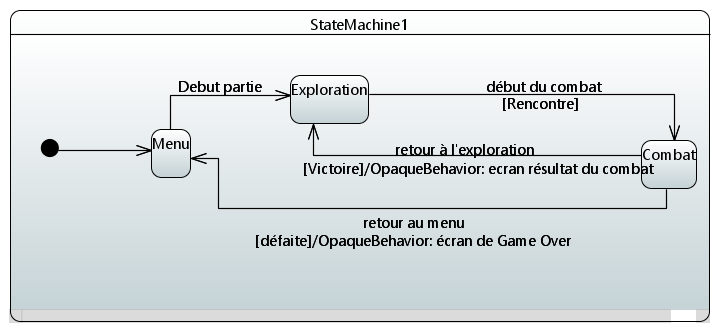 StateMachine1
Debut partie
Exploration
début du combat
[Rencontre]
Menu
retour à l'exploration
[Victoire]/OpaqueBehavior: ecran résultat du combat
Combat
retour au menu
[défaite]/OpaqueBehavior: écran de Game Over